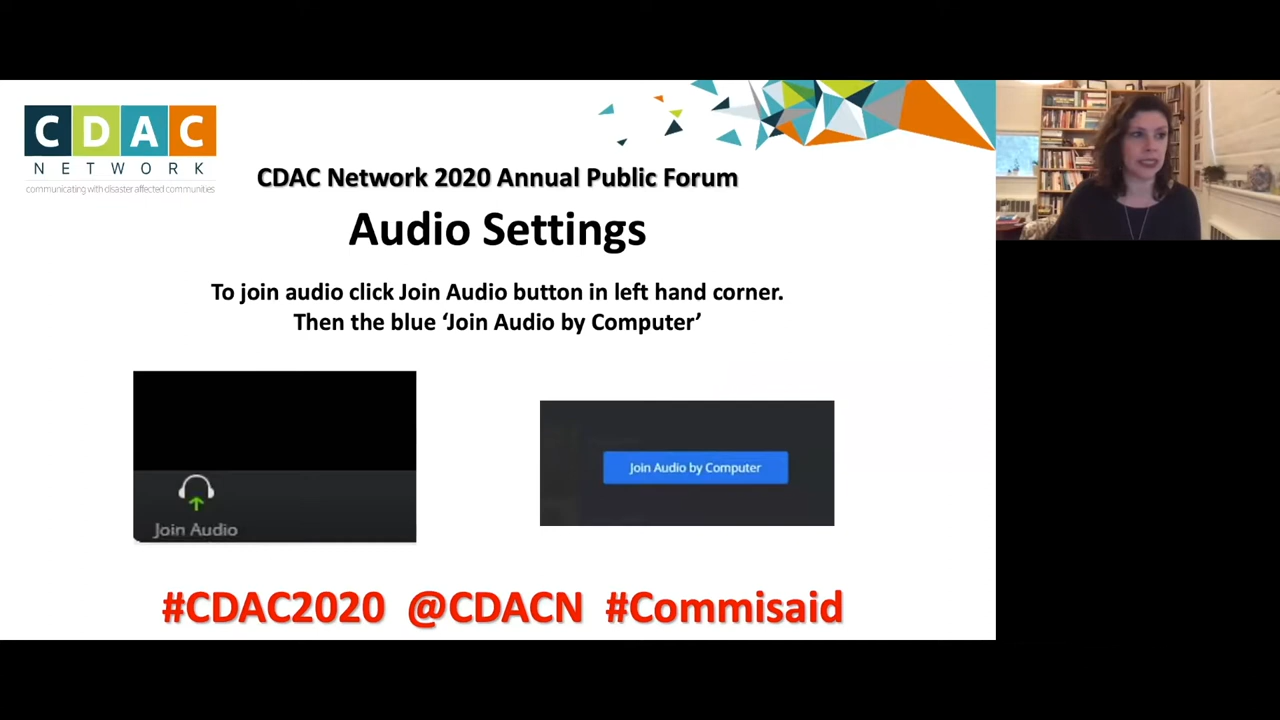 CDAC
NETWORK
communicating with disaster affected communities
CDAC Network 2020 Annual Public Forum
Audio Settings
To join audio click Join Audio button in left hand corner.
Then the blue ‘Join Audio by Computer’
Join Audio by Computer
Join Audio
#CDAC2020 @CDACN #Commisaid